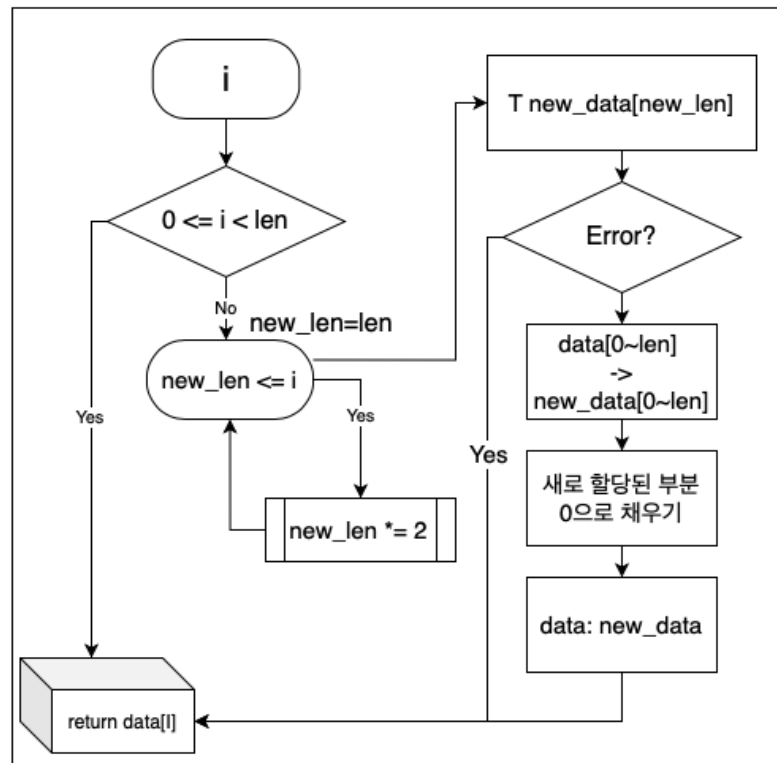 i
0 <= i < len
No
new_len=len
new_len <= i
Yes
new_len *= 2
Yes
return data[I]
T new_data[new_len]
Error?
Yes
data[0~len]
->
new_data[0~len]
새로 할당된 부분
0으로 채우기
data: new_data